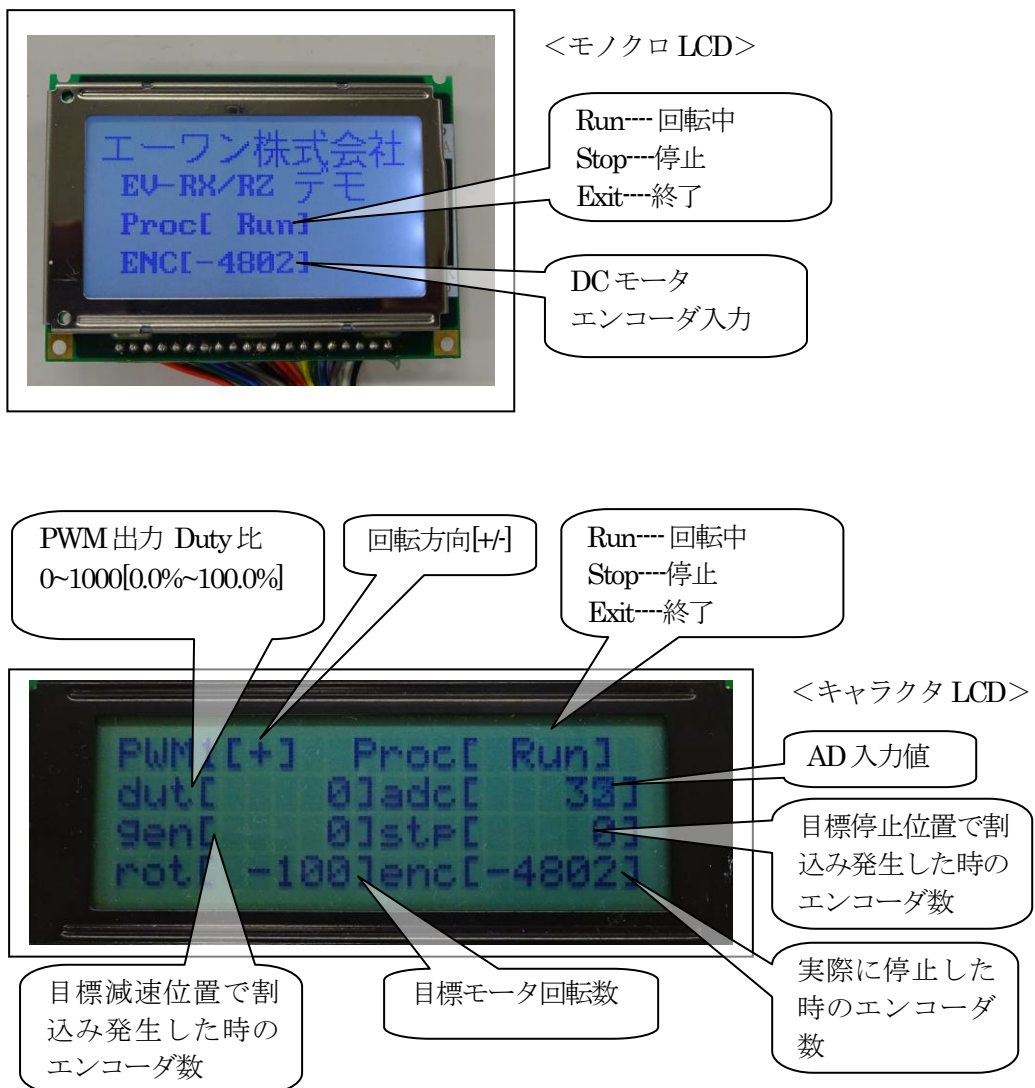 ＜モノクロ LCD＞
エーワン株式会社
EV-RX/RZ デモ
Proc[ Run]
ENC[-4802]
Run---- 回転中
Stop----停止
Exit----終了
DC モータ
エンコーダ入力
PWM 出力 Duty 比
0~1000[0.0%~100.0%]
回転方向[+/-]
Run---- 回転中
Stop----停止
Exit----終了
＜キャラクタ LCD＞
[+] Proc[ Run]
dut[ 0]adc[ 33]
gen[ 0]stp[ 0]
rot[ -100]enc[-4802]
AD 入力値
目標停止位置で割
込み発生した時の
エンコーダ数
実際に停止した
時のエンコーダ
数
目標減速位置で割
込み発生した時の
エンコーダ数
目標モータ回転数